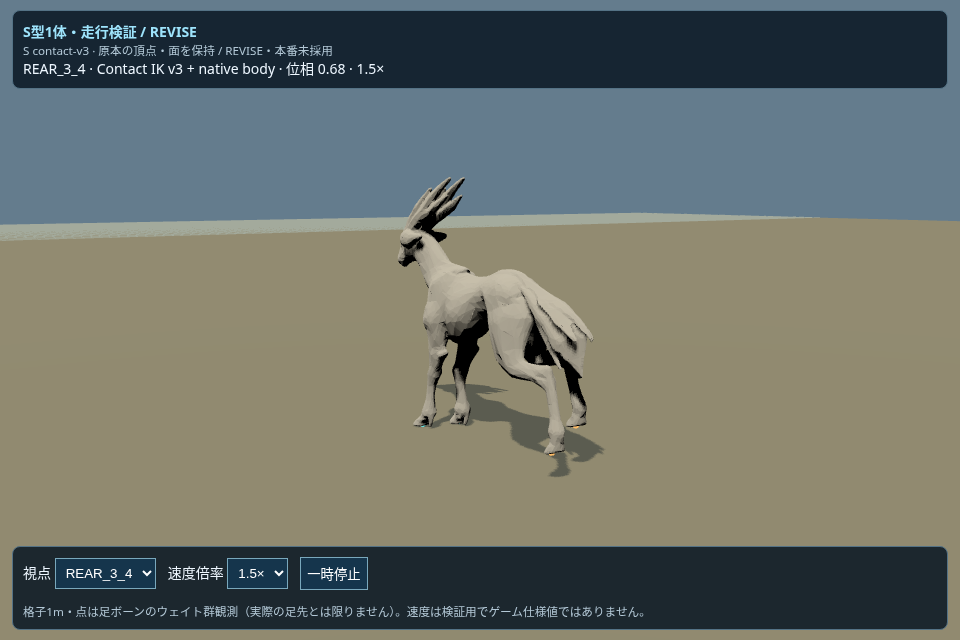 S型1体・走行検証 / REVISE
S contact-v3 · 原本の頂点・面を保持 / REVISE・本番未採用
REAR_3_4 · Contact IK v3 + native body · 位相 0.68 · 1.5×
視点 REAR_3_4 速度倍率 1.5× 一時停止
格子1m・点は足ボーンのウェイト群観測（実際の足先とは限りません）。速度は検証用でゲーム仕様値ではありません。